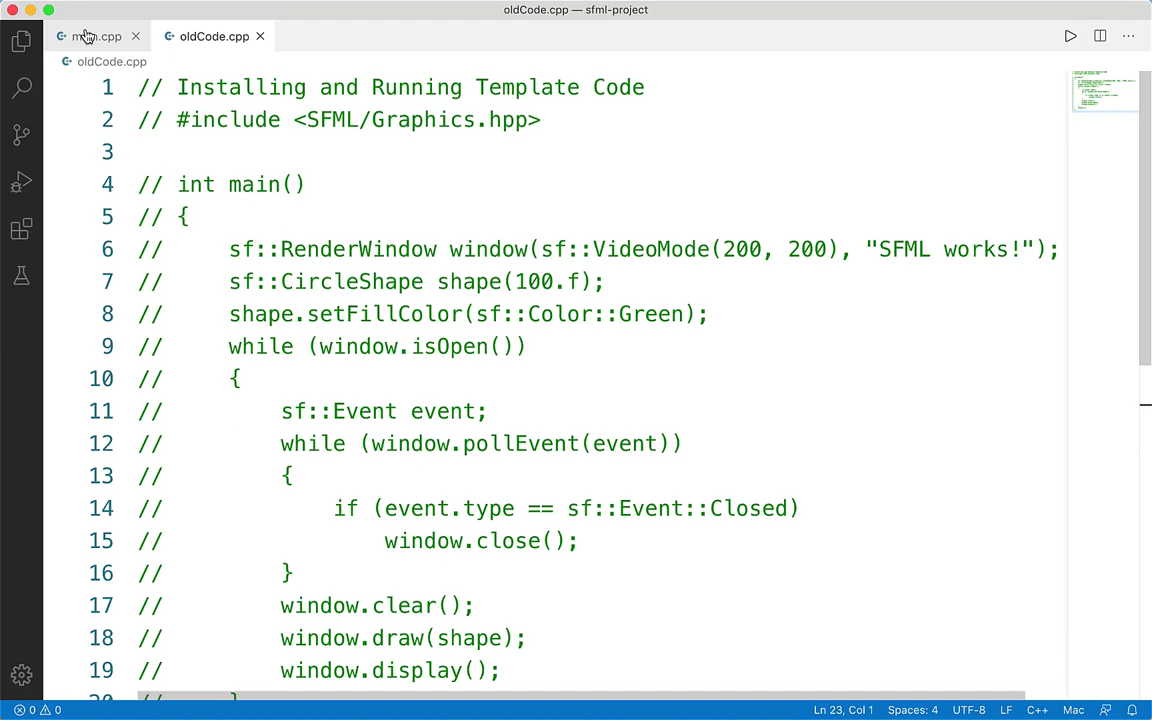 oldCode.cpp — sfml-project
oldCode.cpp
oldCode.cpp
1 // Installing and Running Template Code
2 // #include <SFML/Graphics.hpp>
3
4 // int main()
5 // {
6 //     sf::RenderWindow window(sf::VideoMode(200, 200), "SFML works!");
7 //     sf::CircleShape shape(100.f);
8 //     shape.setFillColor(sf::Color::Green);
9 //     while (window.isOpen())
10 //     {
11 //         sf::Event event;
12 //         while (window.pollEvent(event))
13 //         {
14 //             if (event.type == sf::Event::Closed)
15 //                 window.close();
16 //         }
17 //         window.clear();
18 //         window.draw(shape);
19 //         window.display();
20 //     }
0 0 Ln 23, Col 1 Spaces: 4 UTF-8 LF C++ Mac